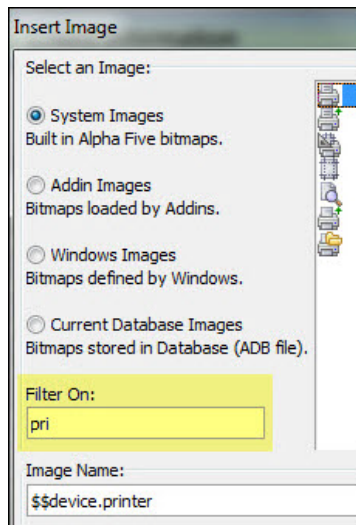 Insert Image
Select an Image:
System Images
Built in Alpha Five bitmaps.
Addin Images
Bitmaps loaded by Addins.
Windows Images
Bitmaps defined by Windows.
Current Database Images
Bitmaps stored in Database (ADB file).
Filter On:
pri
Image Name:
$$device.printer